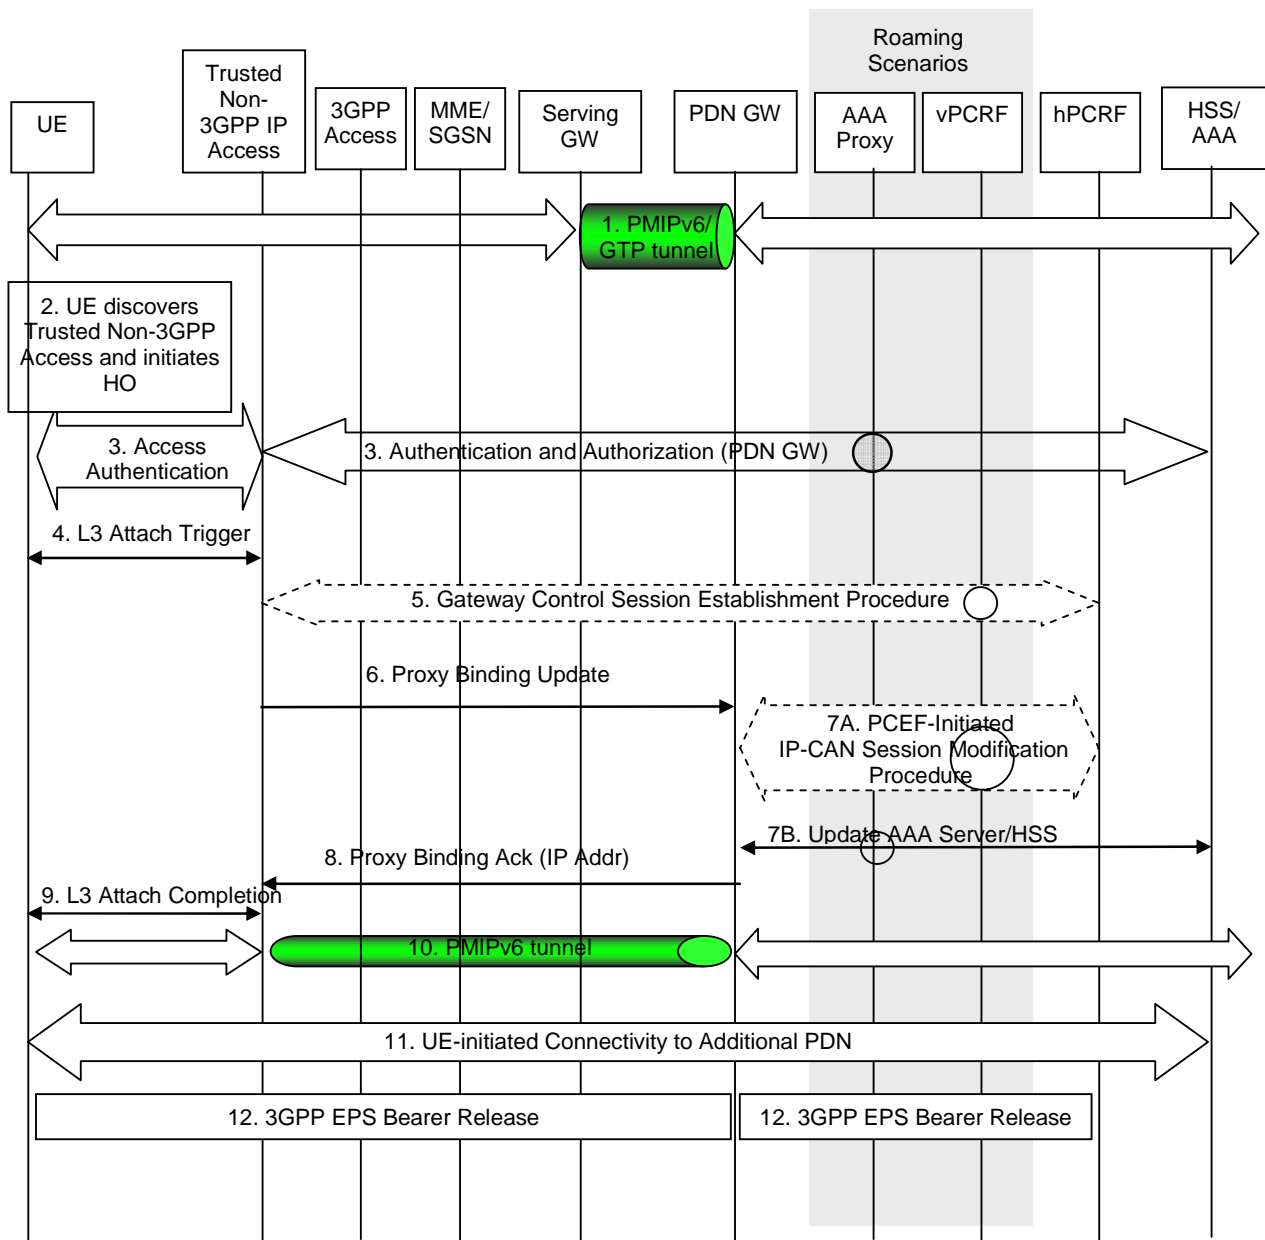 Roaming
Scenarios
UE
Trusted
Non-
3GPP IP
Access
3GPP
Access
MME/
SGSN
Serving
GW
PDN GW
AAA
Proxy
vPCRF
hPCRF
HSS/
AAA
1. PMIPv6/
GTP tunnel
2. UE discovers
Trusted Non-3GPP
Access and initiates
HO
3. Access
Authentication
3. Authentication and Authorization (PDN GW)
4. L3 Attach Trigger
5. Gateway Control Session Establishment Procedure
6. Proxy Binding Update
7A. PCEF-Initiated
IP-CAN Session Modification
Procedure
7B. Update AAA Server/HSS
8. Proxy Binding Ack (IP Addr)
9. L3 Attach Completion
10. PMIPv6 tunnel
11. UE-initiated Connectivity to Additional PDN
12. 3GPP EPS Bearer Release
12. 3GPP EPS Bearer Release